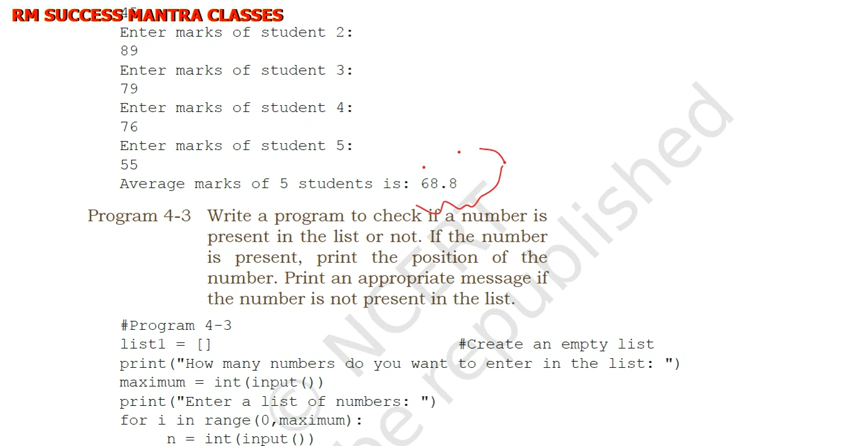 RM SUCCESS MANTRA CLASSES
Enter marks of student 2:
89
Enter marks of student 3:
79
Enter marks of student 4:
76
Enter marks of student 5:
55
Average marks of 5 students is: 68.8
Program 4-3 Write a program to check if a number is
present in the list or not. If the number
is present, print the position of the
number. Print an appropriate message if
the number is not present in the list.
#Program 4-3
list1 = [] #Create an empty list
print("How many numbers do you want to enter in the list: ")
maximum = int(input())
print("Enter a list of numbers: ")
for i in range(0,maximum):
n = int(input())
© NCERT
be republished